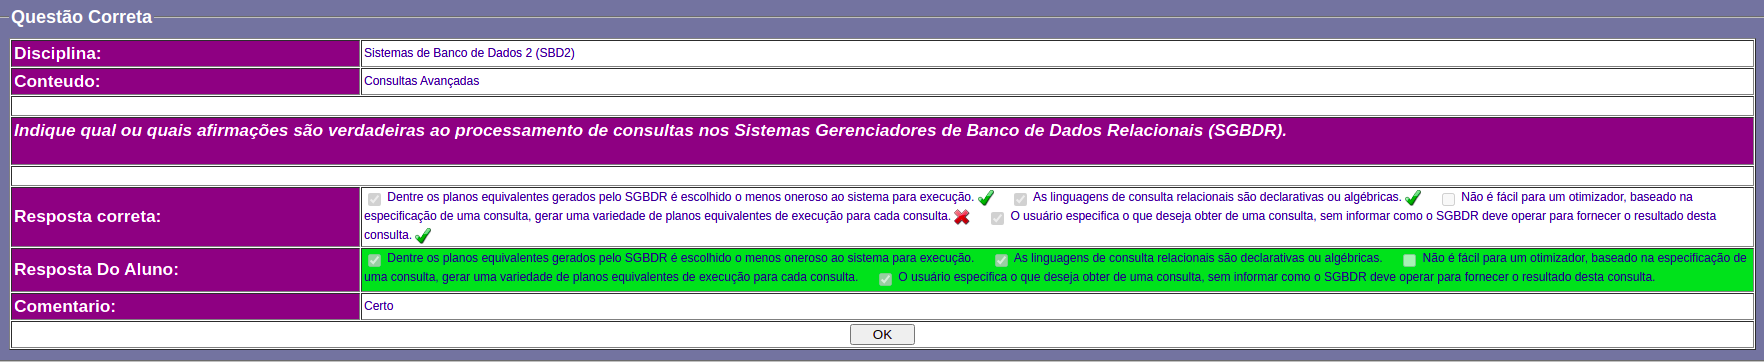 Questão Correta
Disciplina:
Sistemas de Banco de Dados 2 (SBD2)
Conteudo:
Consultas Avançadas
Indique qual ou quais afirmações são verdadeiras ao processamento de consultas nos Sistemas Gerenciadores de Banco de Dados Relacionais (SGBDR).
Resposta correta:
Dentre os planos equivalentes gerados pelo SGBDR é escolhido o menos oneroso ao sistema para execução. As linguagens de consulta relacionais são declarativas ou algébricas. Não é fácil para um otimizador, baseado na
especificação de uma consulta, gerar uma variedade de planos equivalentes de execução para cada consulta. O usuário especifica o que deseja obter de uma consulta, sem informar como o SGBDR deve operar para fornecer o resultado desta
consulta.
Resposta Do Aluno:
Dentre os planos equivalentes gerados pelo SGBDR é escolhido o menos oneroso ao sistema para execução. As linguagens de consulta relacionais são declarativas ou algébricas. Não é fácil para um otimizador, baseado na especificação de
uma consulta, gerar uma variedade de planos equivalentes de execução para cada consulta. O usuário especifica o que deseja obter de uma consulta, sem informar como o SGBDR deve operar para fornecer o resultado desta consulta.
Comentario:
Certo
OK